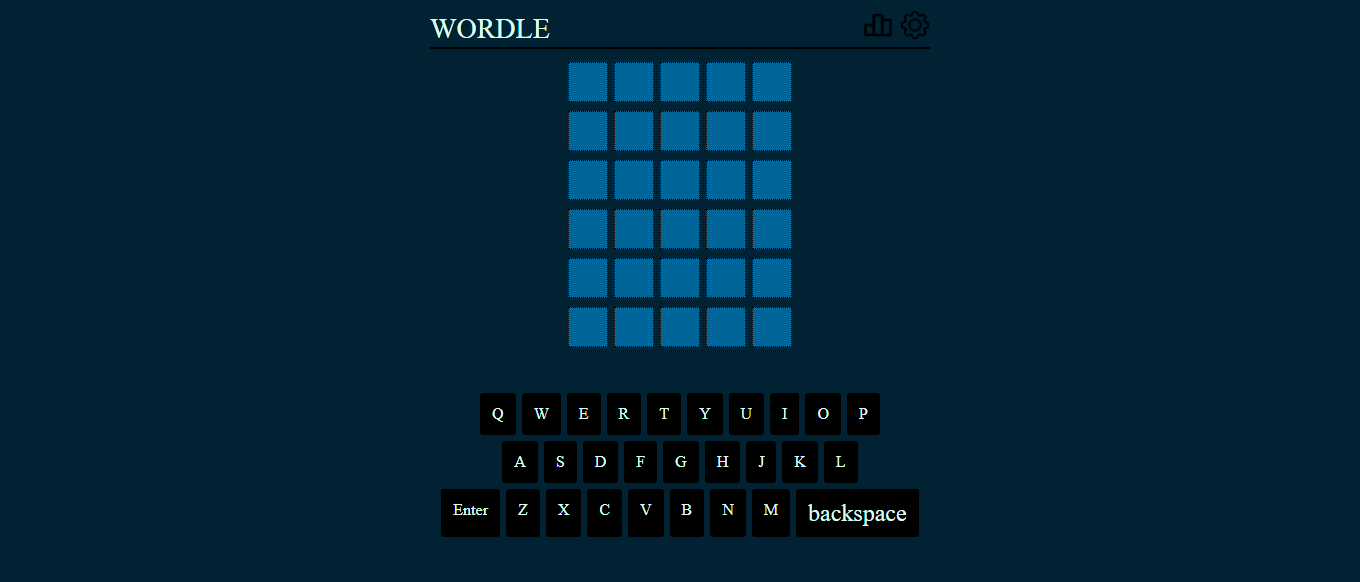 WORDLE
Q W E R T Y U I O P
A S D F G H J K L
Enter Z X C V B N M backspace